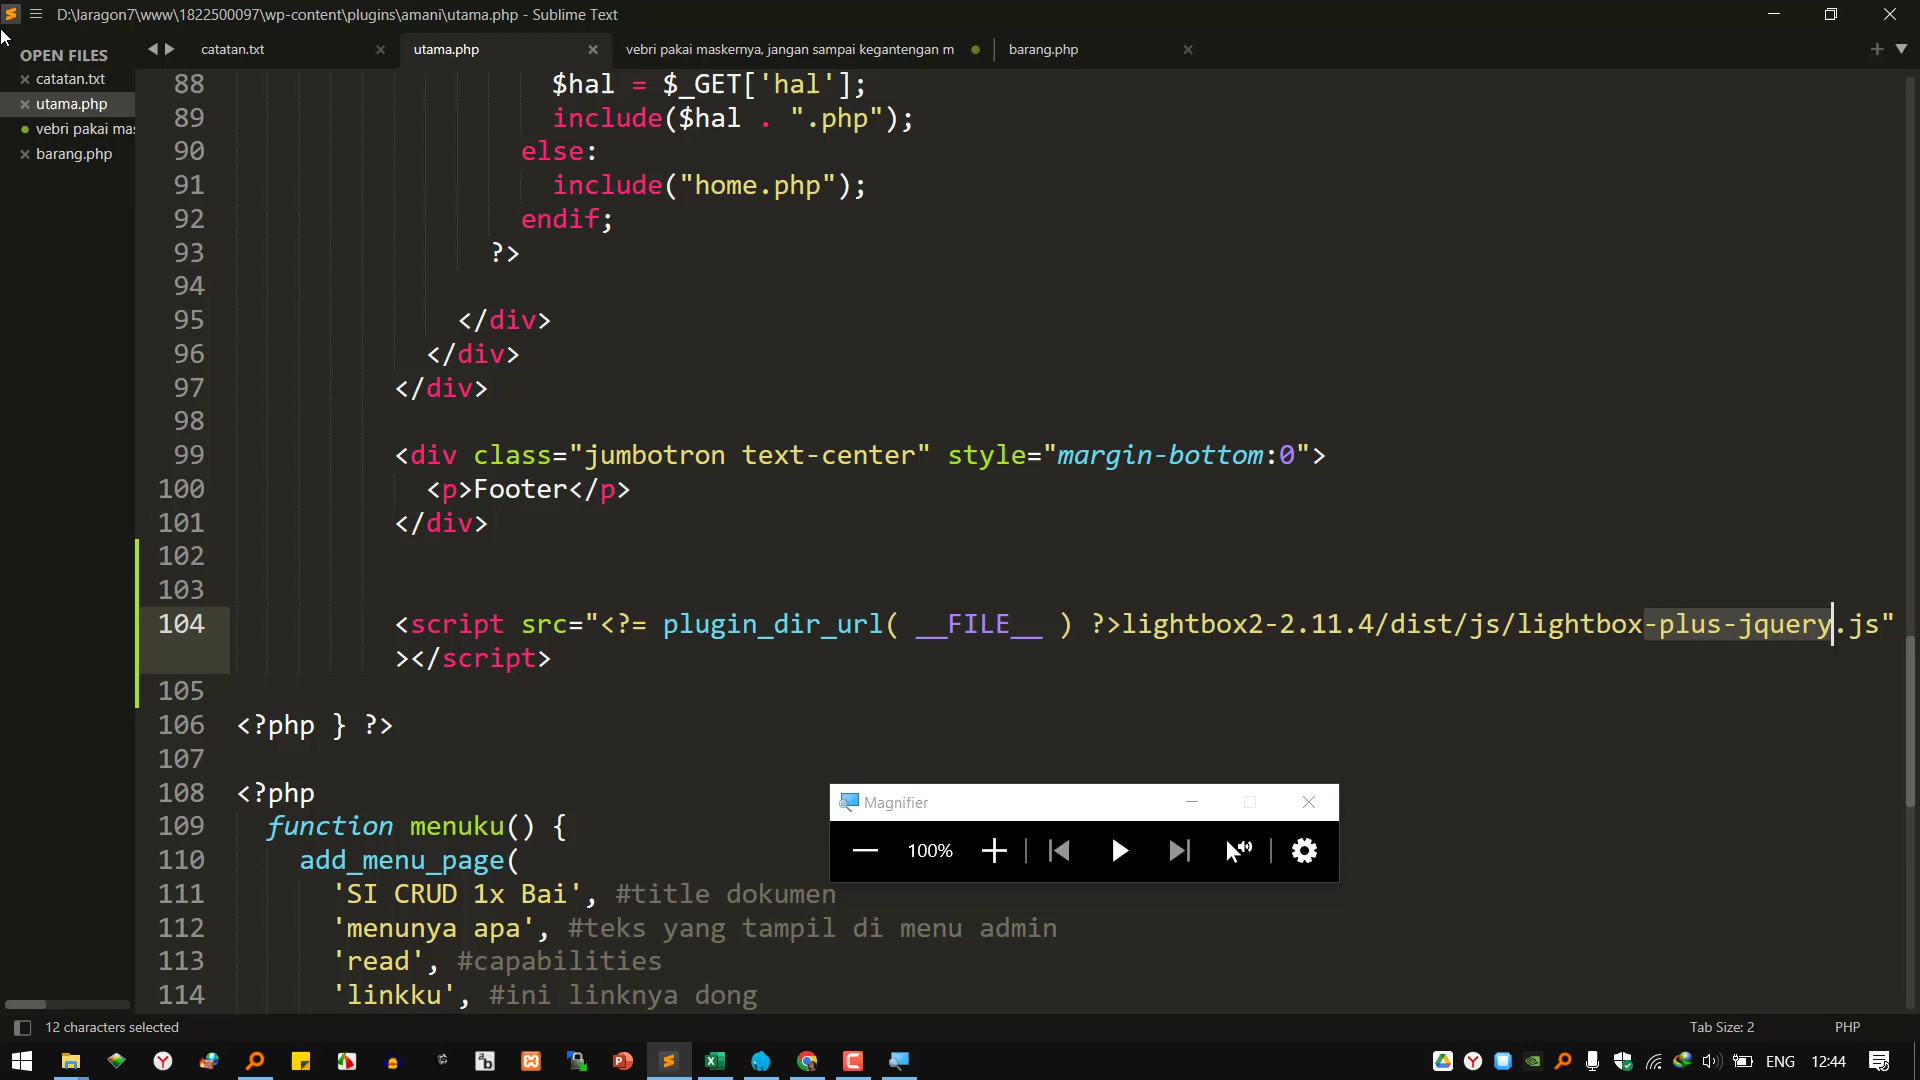 D:\laragon7\www\1822500097\wp-content\plugins\amani\utama.php - Sublime Text
OPEN FILES
catatan.txt
utama.php
vebri pakai mas
barang.php
catatan.txt
utama.php
vebri pakai maskernya, jangan sampai kegantengan m
barang.php
88 $hal = $_GET['hal'];
89 include($hal . ".php");
90 else:
91 include("home.php");
92 endif;
93 ?>
94
95 </div>
96 </div>
97 </div>
98
99 <div class="jumbotron text-center" style="margin-bottom:0">
100 <p>Footer</p>
101 </div>
102
103
104 <script src="<?= plugin_dir_url( __FILE__ ) ?>lightbox2-2.11.4/dist/js/lightbox-plus-jquery.js"
></script>
105
106 <?php } ?>
107
108 <?php
109 function menuku() {
110 add_menu_page(
111 'SI CRUD 1x Bai', #title dokumen
112 'menunya apa', #teks yang tampil di menu admin
113 'read', #capabilities
114 'linkku', #ini linknya dong
Magnifier
100%
12 characters selected
Tab Size: 2
PHP
ENG
12:44